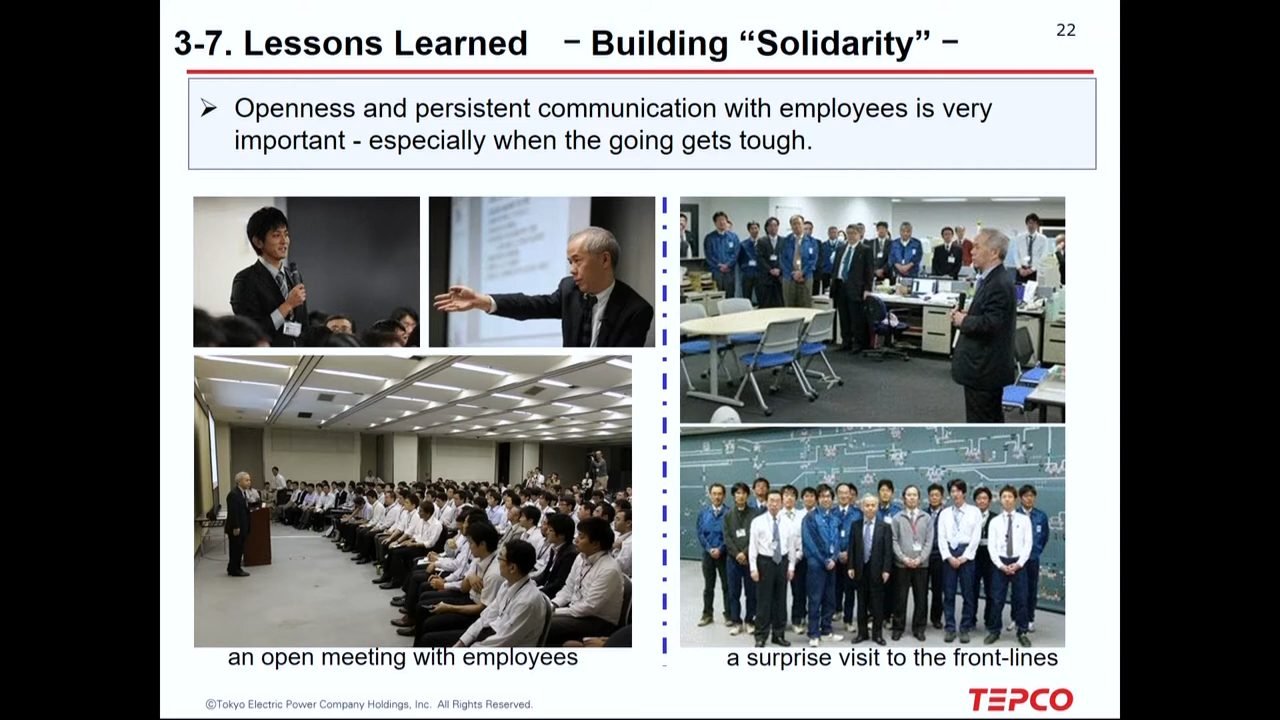 3-7. Lessons Learned － Building “Solidarity” －
22
➢ Openness and persistent communication with employees is very
important - especially when the going gets tough.
an open meeting with employees
a surprise visit to the front-lines
©Tokyo Electric Power Company Holdings, Inc. All Rights Reserved.
TEPCO